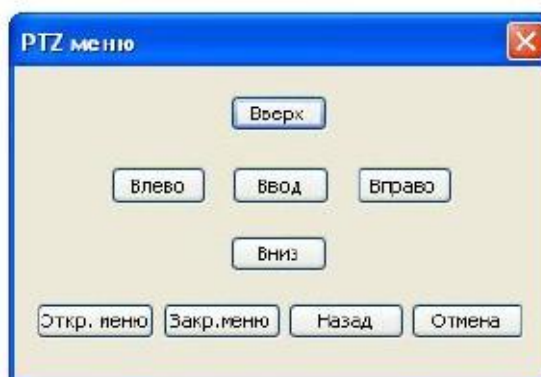 PTZ меню
Вверх
Влево Ввод Вправо
Вниз
Откр. меню Закр.меню Назад Отмена